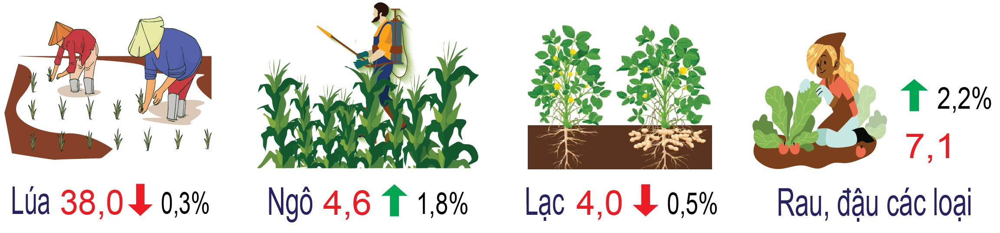 Lúa 38,0 0,3%
Ngô 4,6 1,8%
Lạc 4,0 0,5%
2,2%
7,1
Rau, đậu các loại